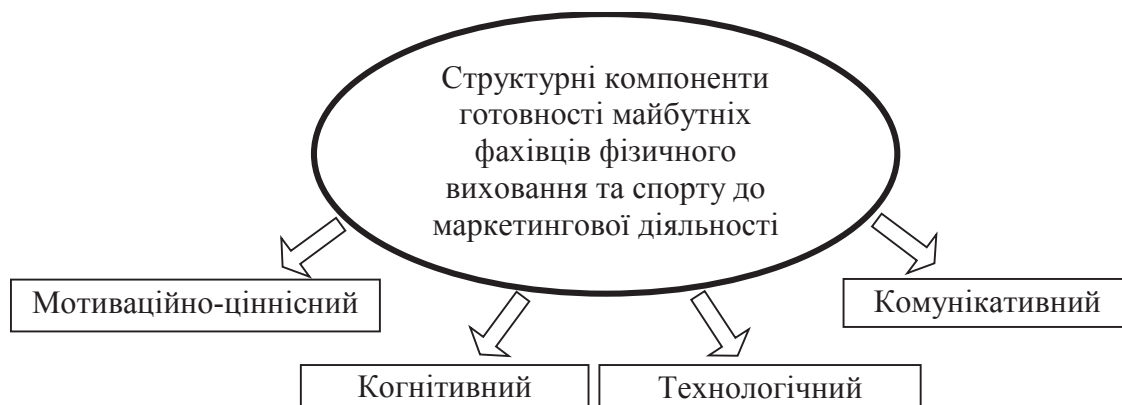 Структурні компоненти
готовності майбутніх
фахівців фізичного
виховання та спорту до
маркетингової діяльності
Мотиваційно-ціннісний
Комунікативний
Когнітивний
Технологічний